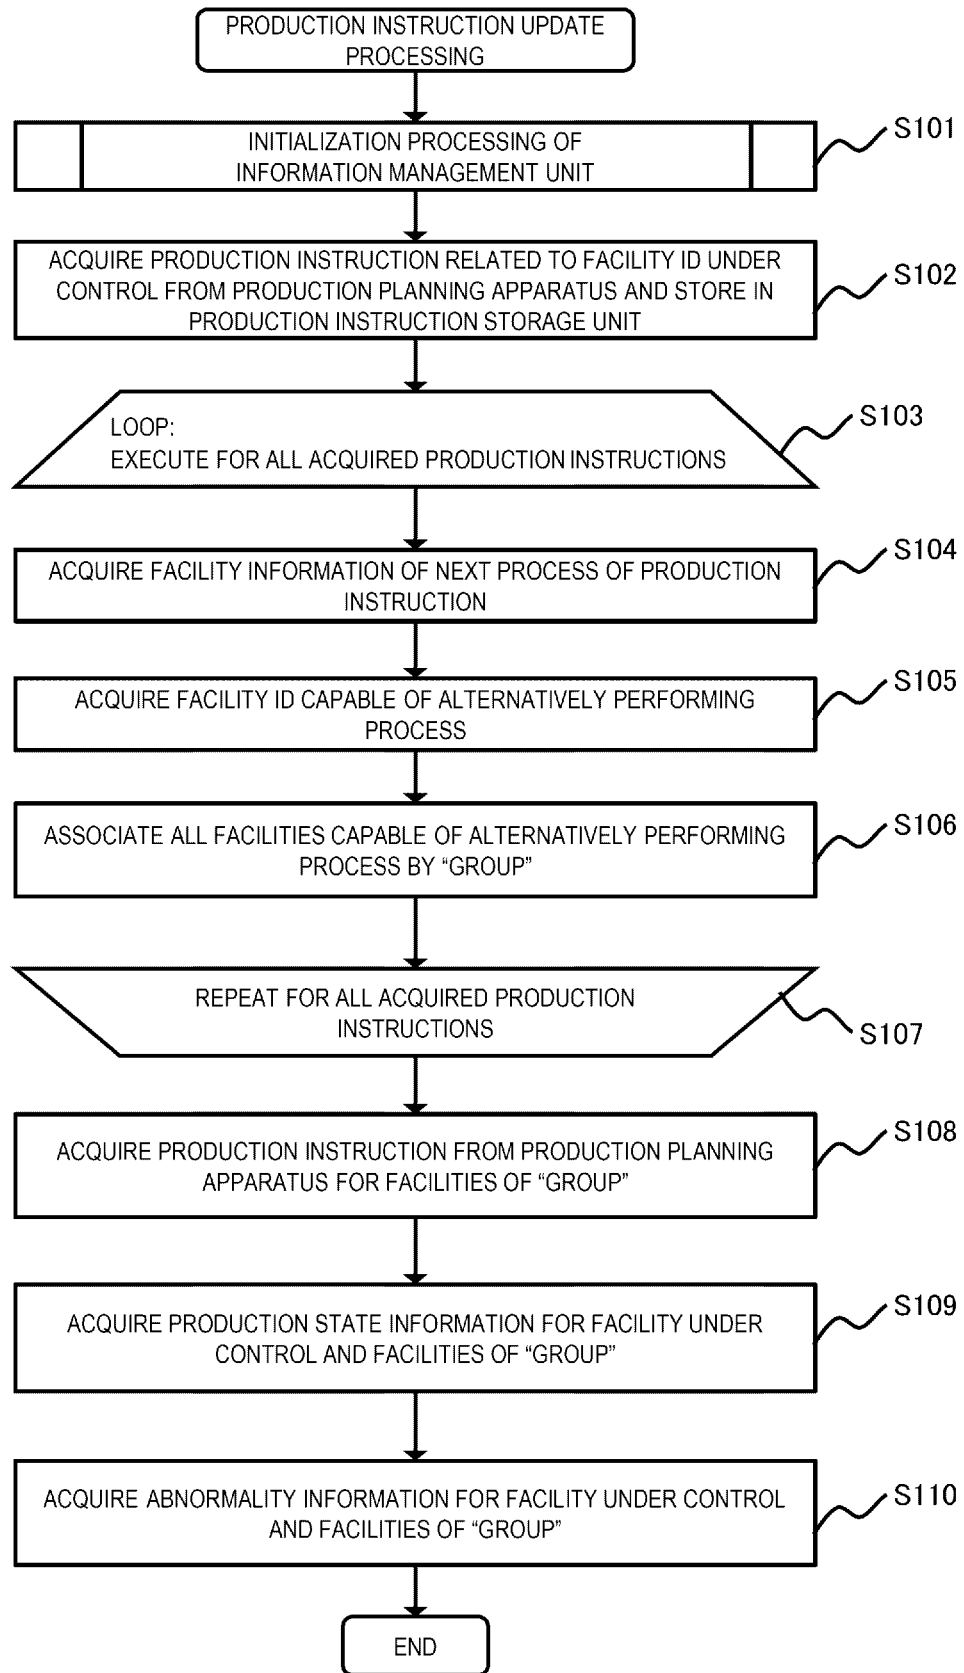 PRODUCTION INSTRUCTION UPDATE
PROCESSING
INITIALIZATION PROCESSING OF
INFORMATION MANAGEMENT UNIT
S101
ACQUIRE PRODUCTION INSTRUCTION RELATED TO FACILITY ID UNDER
CONTROL FROM PRODUCTION PLANNING APPARATUS AND STORE IN
PRODUCTION INSTRUCTION STORAGE UNIT
S102
LOOP:
EXECUTE FOR ALL ACQUIRED PRODUCTION INSTRUCTIONS
S103
ACQUIRE FACILITY INFORMATION OF NEXT PROCESS OF PRODUCTION
INSTRUCTION
S104
ACQUIRE FACILITY ID CAPABLE OF ALTERNATIVELY PERFORMING
PROCESS
S105
ASSOCIATE ALL FACILITIES CAPABLE OF ALTERNATIVELY PERFORMING
PROCESS BY “GROUP”
S106
REPEAT FOR ALL ACQUIRED PRODUCTION
INSTRUCTIONS
S107
ACQUIRE PRODUCTION INSTRUCTION FROM PRODUCTION PLANNING
APPARATUS FOR FACILITIES OF “GROUP”
S108
ACQUIRE PRODUCTION STATE INFORMATION FOR FACILITY UNDER
CONTROL AND FACILITIES OF “GROUP”
S109
ACQUIRE ABNORMALITY INFORMATION FOR FACILITY UNDER CONTROL
AND FACILITIES OF “GROUP”
S110
END